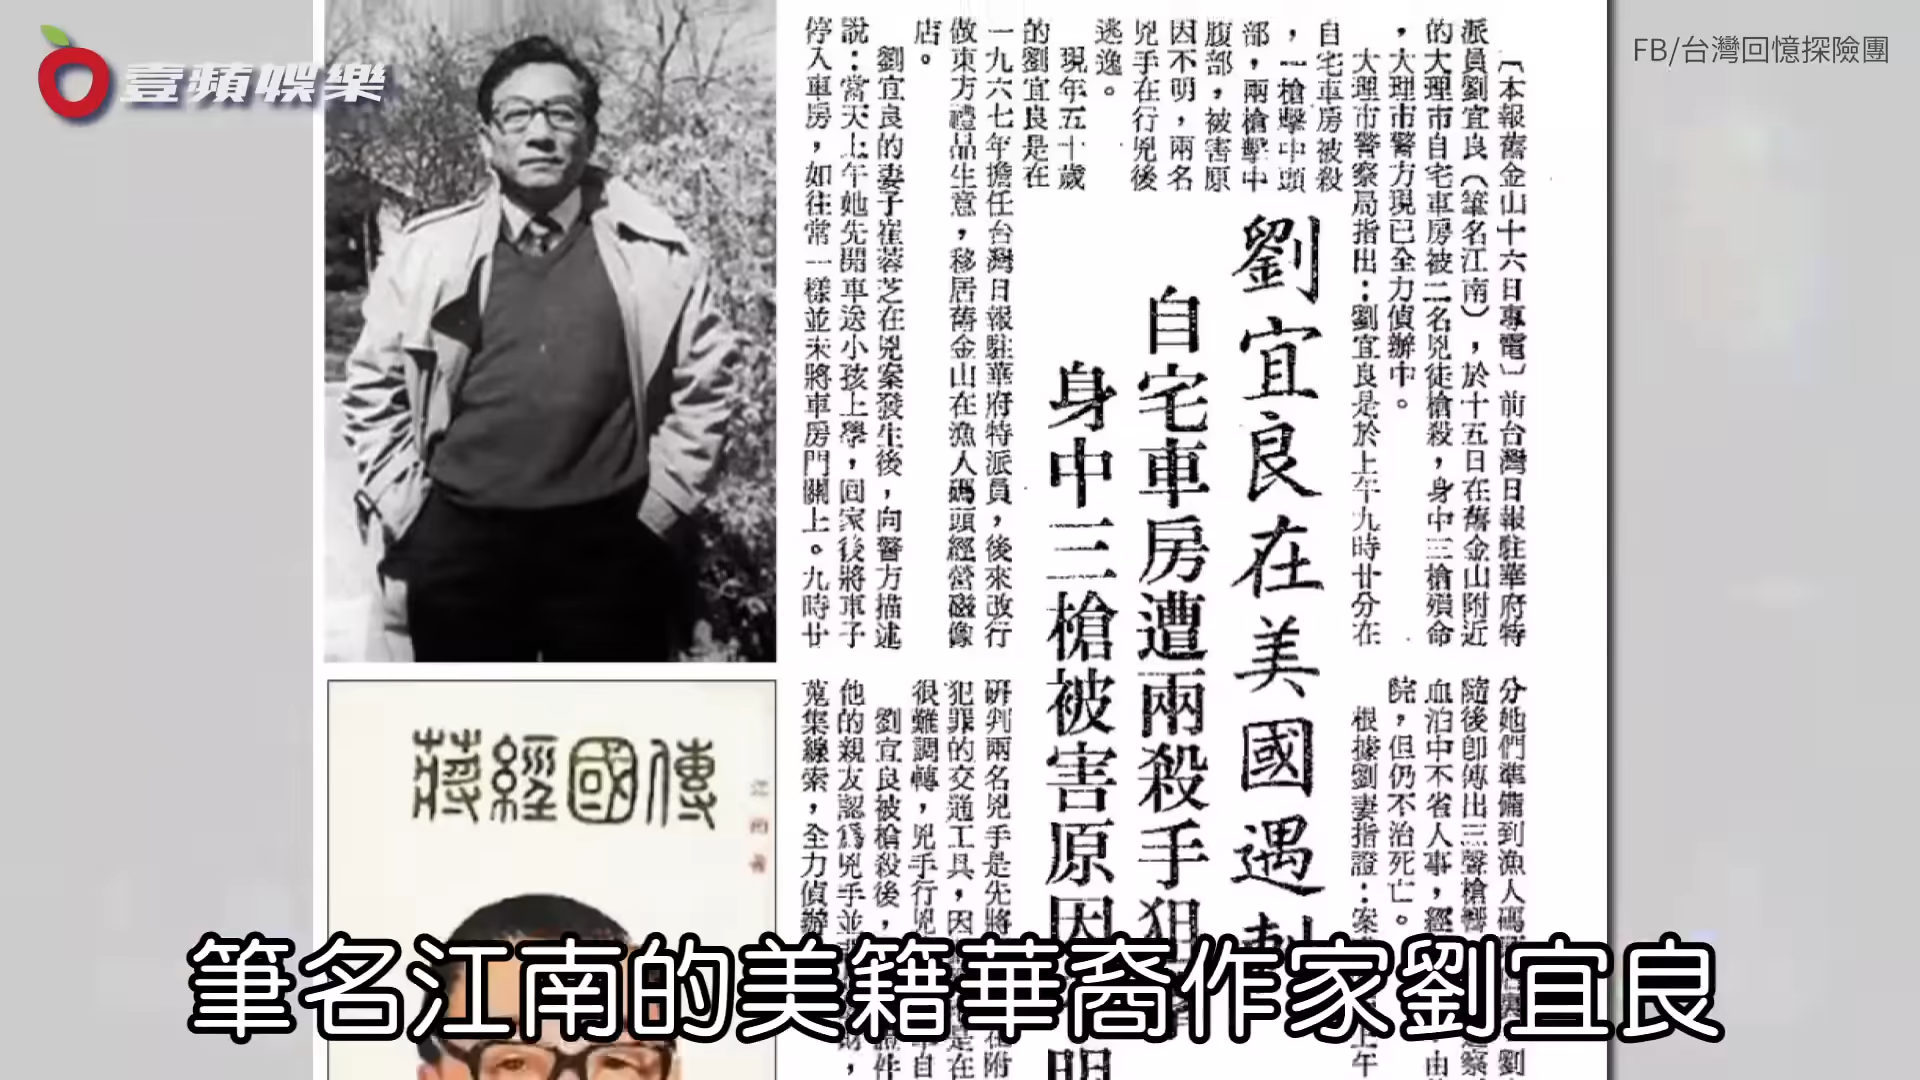 壹蘋娛樂
FB/台灣回憶探險團
〔本報舊金山十六日專電〕前台灣日報駐華府特
派員劉宜良（筆名江南），於十五日在舊金山附近
的大理市自宅車房被二名兇徒槍殺，身中三槍殞命
，大理市警方現已全力偵辦中。
大理市警察局指出：劉宜良是於上午九時廿分在
自宅車房被殺
，一槍擊中頭
部，兩槍擊中
腹部，被害原
因不明，兩名
兇手在行兇後
逃逸。
現年五十歲
的劉宜良是在
一九六七年擔任台灣日報駐華府特派員，後來改行
做東方禮品生意，移居舊金山在漁人碼頭經營磁像
店。
劉宜良的妻子崔蓉芝在兇案發生後，向警方描述
說：當天上午她先開車送小孩上學，回家後將車子
停入車房，如往常一樣並未將車房門關上。九時廿
劉宜良在美國遇
自宅車房遭兩殺手犯
身中三槍被害原因 明
分她們準備到漁人碼
隨後即傳出三聲槍響
血泊中不省人事，經
院，但仍不治死亡。
根據劉妻指證：案
研判兩名兇手是先將
犯罪的交通工具，因
很難調轉，兇手行兇
劉宜良被槍殺後，
他的親友認為兇手並
蒐集線索，全力偵辦
蔣經國傳
江南著
筆名江南的美籍華裔作家劉宜良